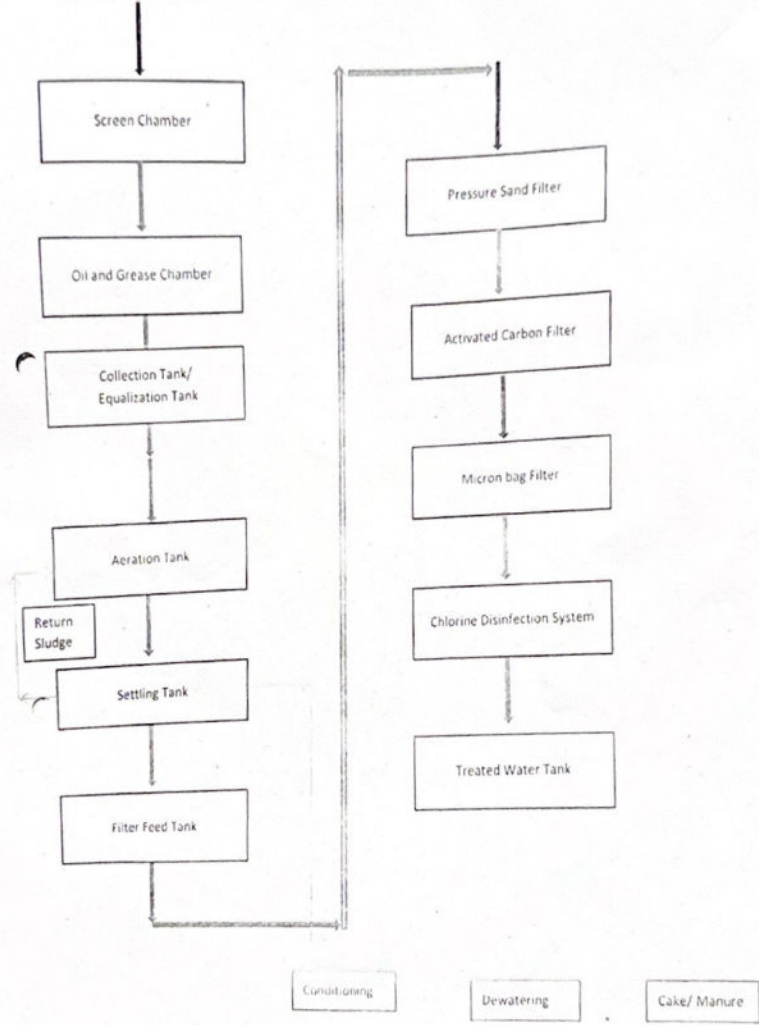 Screen Chamber
Oil and Grease Chamber
Collection Tank/
Equalization Tank
Aeration Tank
Return
Sludge
Settling Tank
Filter Feed Tank
Pressure Sand Filter
Activated Carbon Filter
Micron bag Filter
Chlorine Disinfection System
Treated Water Tank
Conditioning
Dewatering
Cake/ Manure